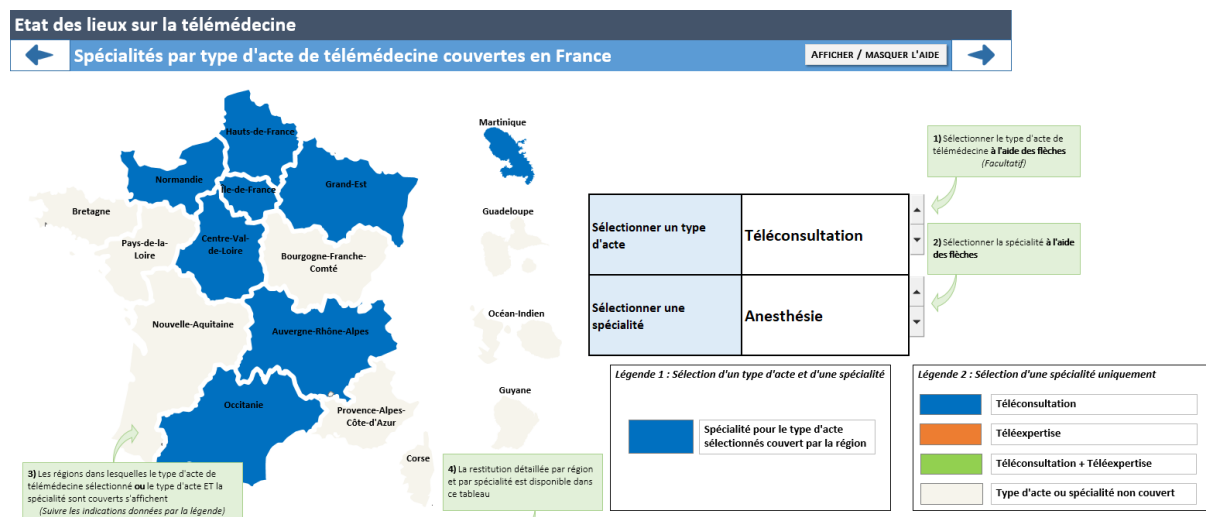 Etat des lieux sur la télémédecine
Spécialités par type d'acte de télémédecine couvertes en France
AFFICHER / MASQUER L'AIDE
Hauts-de-France
Normandie
Île-de-France
Grand-Est
Bretagne
Pays-de-la-
Loire
Centre-Val-
de-Loire
Bourgogne-Franche-
Comté
Nouvelle-Aquitaine
Auvergne-Rhône-Alpes
Occitanie
Provence-Alpes-
Côte-d'Azur
Corse
Martinique
Guadeloupe
Océan-Indien
Guyane
1) Sélectionner le type d'acte de
télémédecine à l'aide des flèches
(Facultatif)
Sélectionner un type
d'acte
Téléconsultation
2) Sélectionner la spécialité à l'aide
des flèches
Sélectionner une
spécialité
Anesthésie
Légende 1 : Sélection d'un type d'acte et d'une spécialité
Spécialité pour le type d'acte
sélectionnés couvert par la région
Légende 2 : Sélection d'une spécialité uniquement
Téléconsultation
Téléexpertise
Téléconsultation + Téléexpertise
Type d'acte ou spécialité non couvert
3) Les régions dans lesquelles le type d'acte de
télémédecine sélectionné ou le type d'acte ET la
spécialité sont couverts s'affichent
(Suivre les indications données par la légende)
4) La restitution détaillée par région
et par spécialité est disponible dans
ce tableau